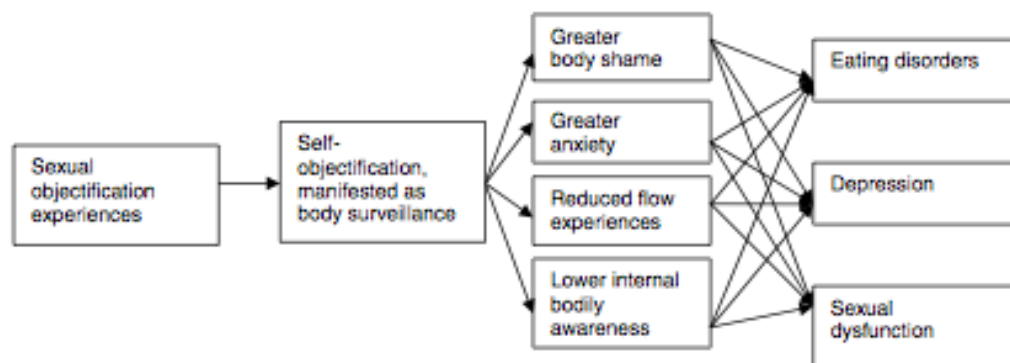 Sexual
objectification
experiences
Self-
objectification,
manifested as
body surveillance
Greater
body shame
Greater
anxiety
Reduced flow
experiences
Lower internal
bodily
awareness
Eating disorders
Depression
Sexual
dysfunction